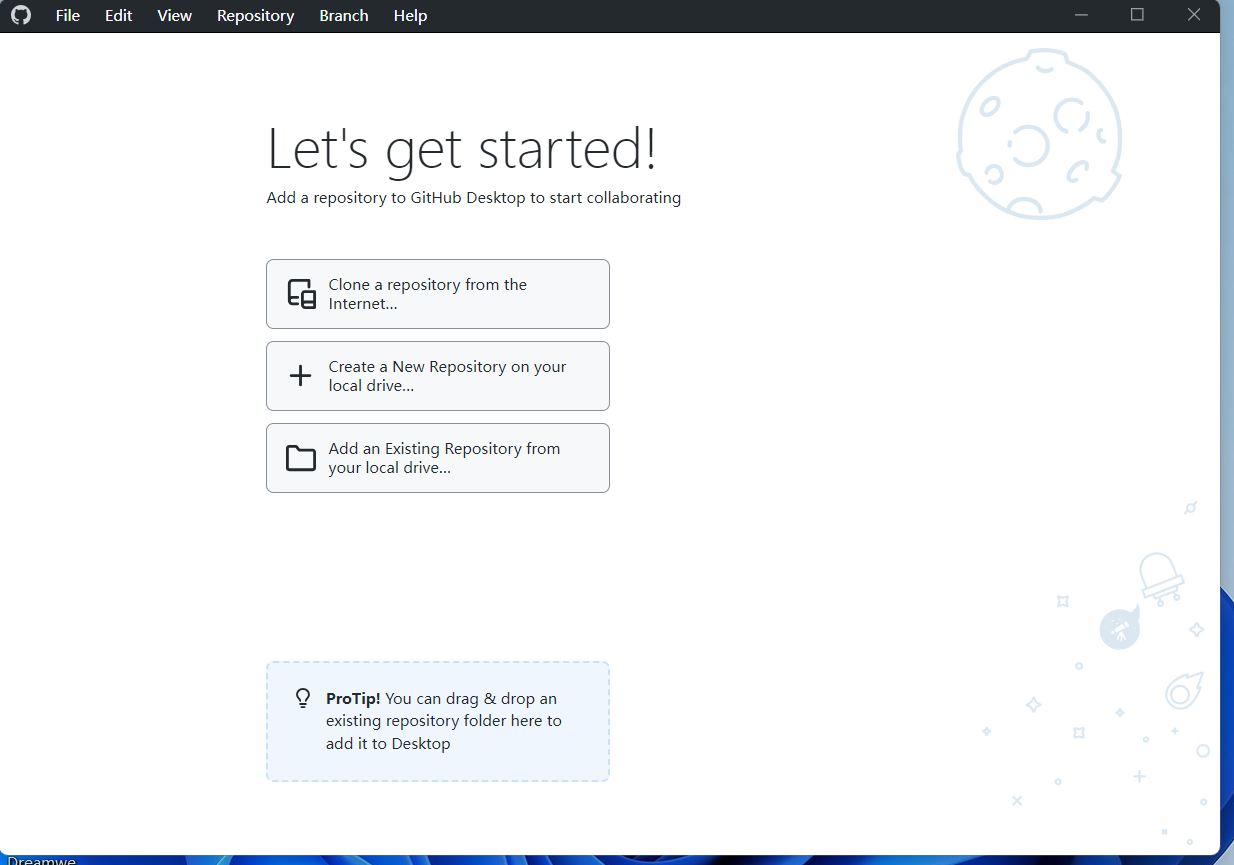 File Edit View Repository Branch Help
Let's get started!
Add a repository to GitHub Desktop to start collaborating
Clone a repository from the
Internet...
Create a New Repository on your
local drive...
Add an Existing Repository from
your local drive...
ProTip! You can drag & drop an
existing repository folder here to
add it to Desktop
Dreamwe